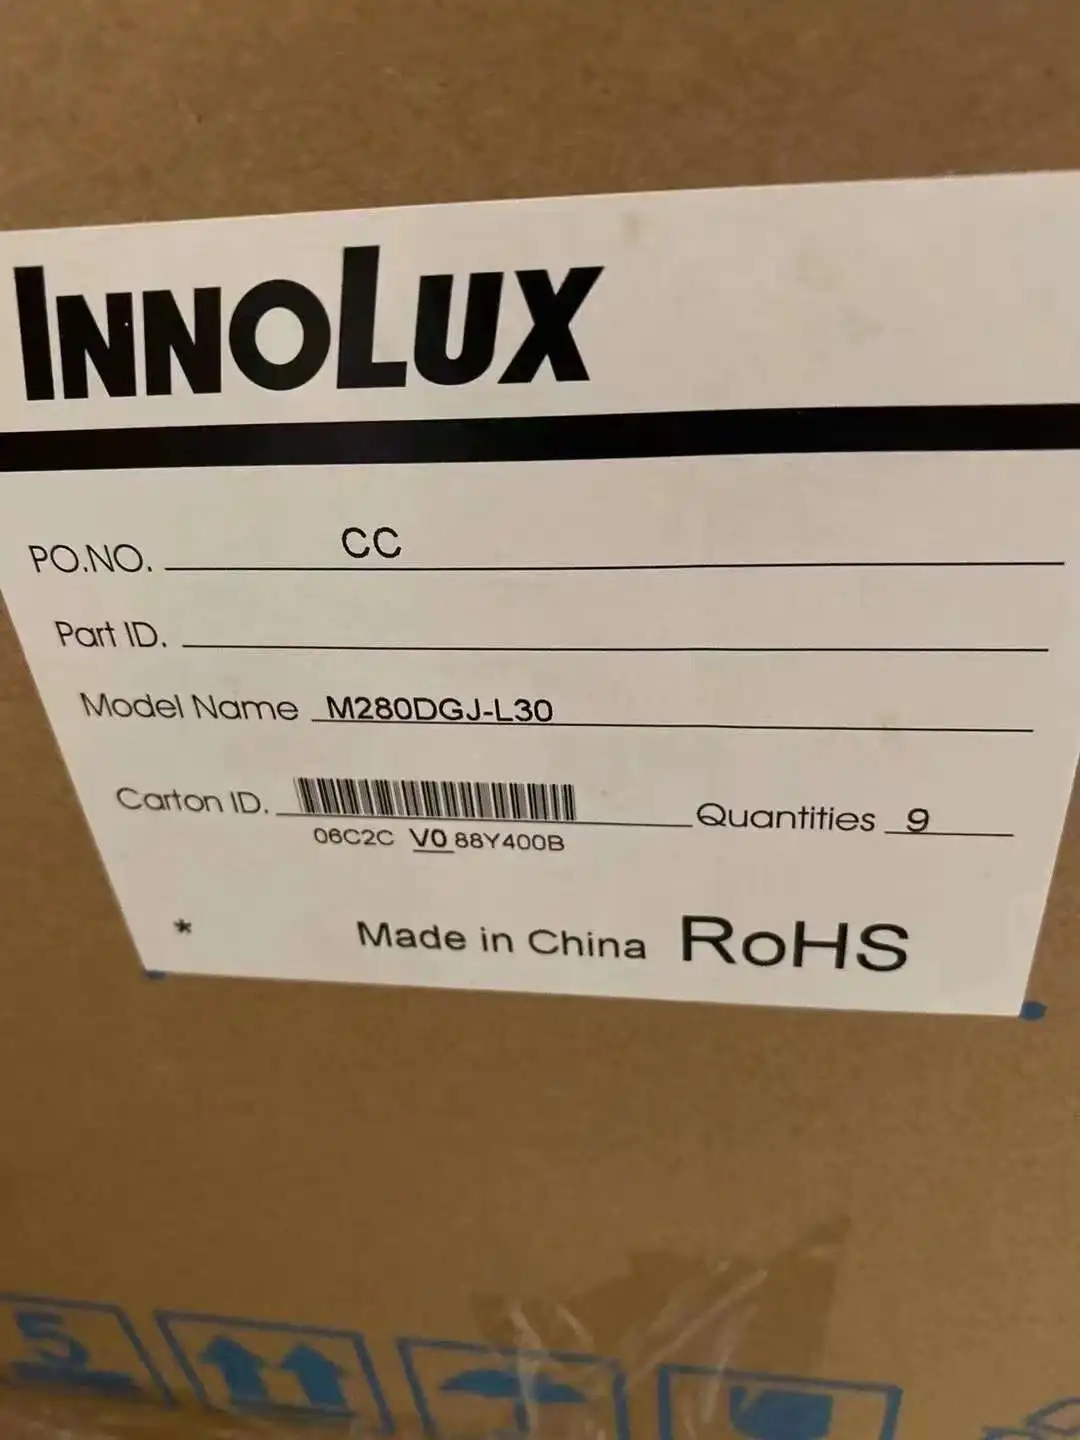 INNOLUX
PO.NO. CC
Part ID.
Model Name M280DGJ-L30
Carton ID. Quantities 9
06C2C V0 88Y400B
* Made in China RoHS
5